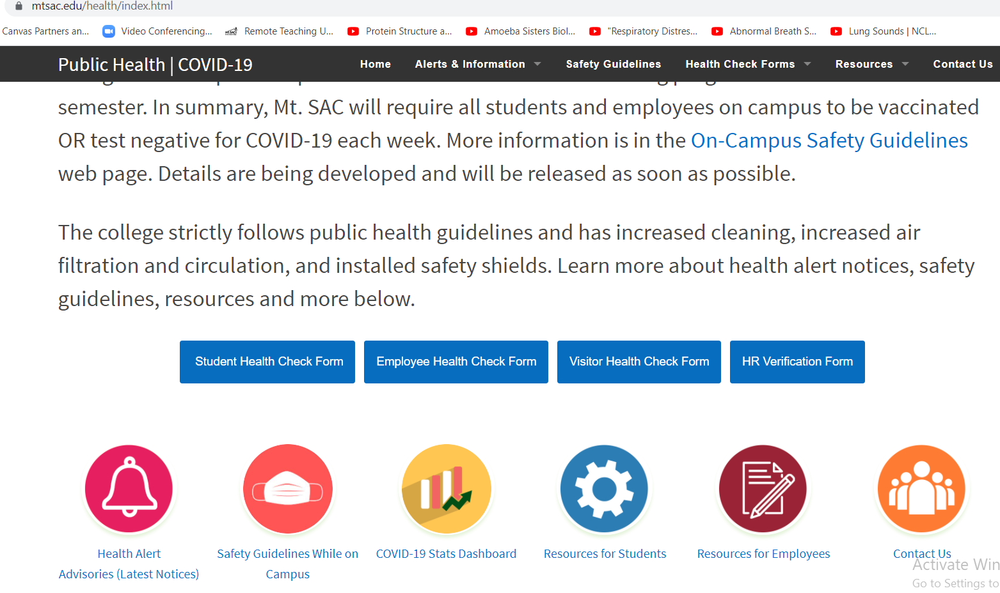 mtsac.edu/health/index.html
Canvas Partners an... Video Conferencing... Remote Teaching U... Protein Structure a... Amoeba Sisters Biol... "Respiratory Distres... Abnormal Breath S... Lung Sounds | NCL...
Public Health | COVID-19 Home Alerts & Information Safety Guidelines Health Check Forms Resources Contact Us
semester. In summary, Mt. SAC will require all students and employees on campus to be vaccinated
OR test negative for COVID-19 each week. More information is in the On-Campus Safety Guidelines
web page. Details are being developed and will be released as soon as possible.
The college strictly follows public health guidelines and has increased cleaning, increased air
filtration and circulation, and installed safety shields. Learn more about health alert notices, safety
guidelines, resources and more below.
Student Health Check Form Employee Health Check Form Visitor Health Check Form HR Verification Form
Health Alert
Advisories (Latest Notices)
Safety Guidelines While on
Campus
COVID-19 Stats Dashboard
Resources for Students
Resources for Employees
Contact Us
Activate Win
Go to Settings to